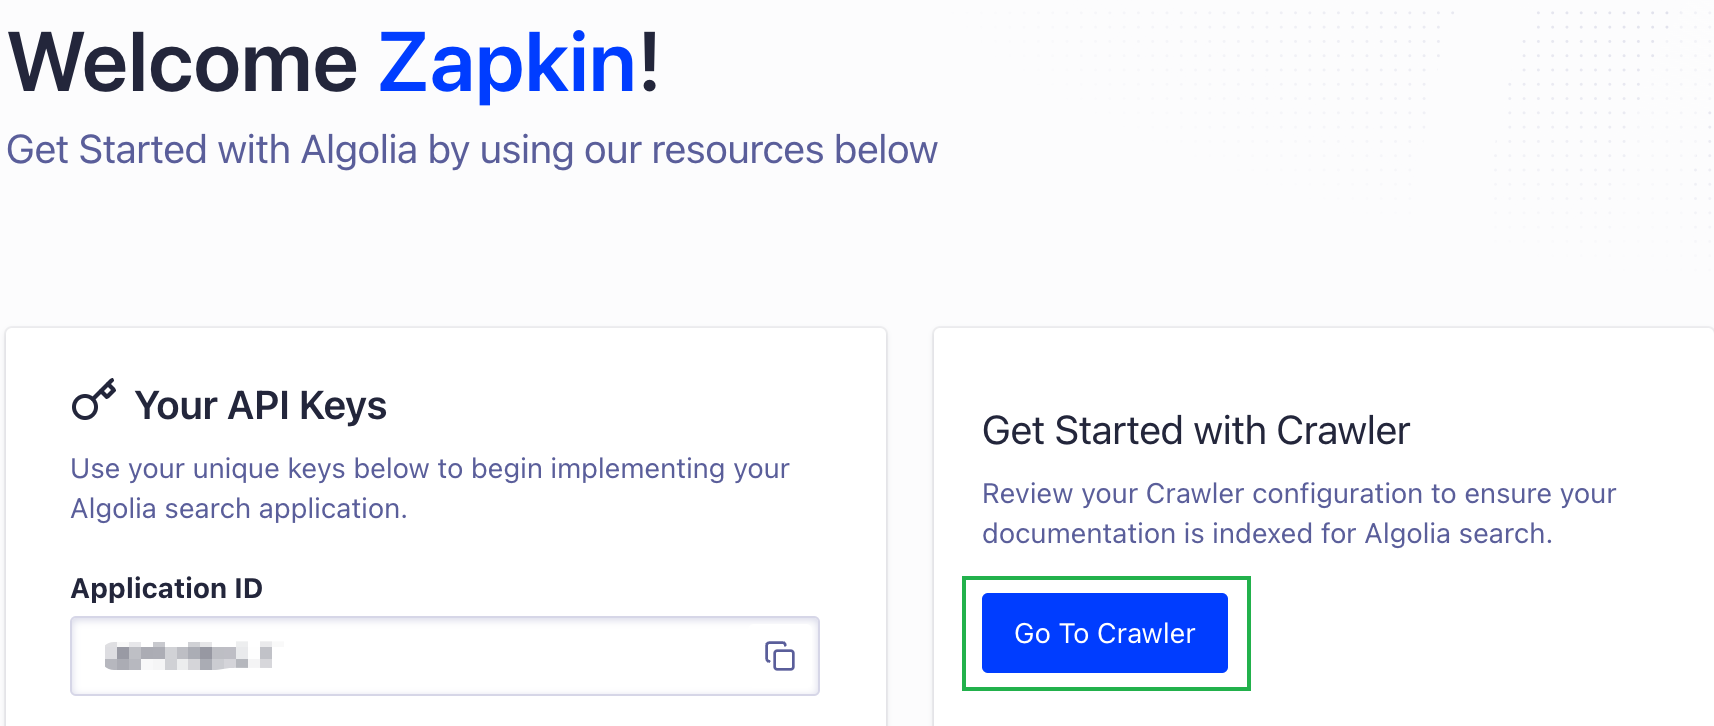 Welcome Zapkin!
Get Started with Algolia by using our resources below
Your API Keys
Use your unique keys below to begin implementing your
Algolia search application.
Application ID
Get Started with Crawler
Review your Crawler configuration to ensure your
documentation is indexed for Algolia search.
Go To Crawler